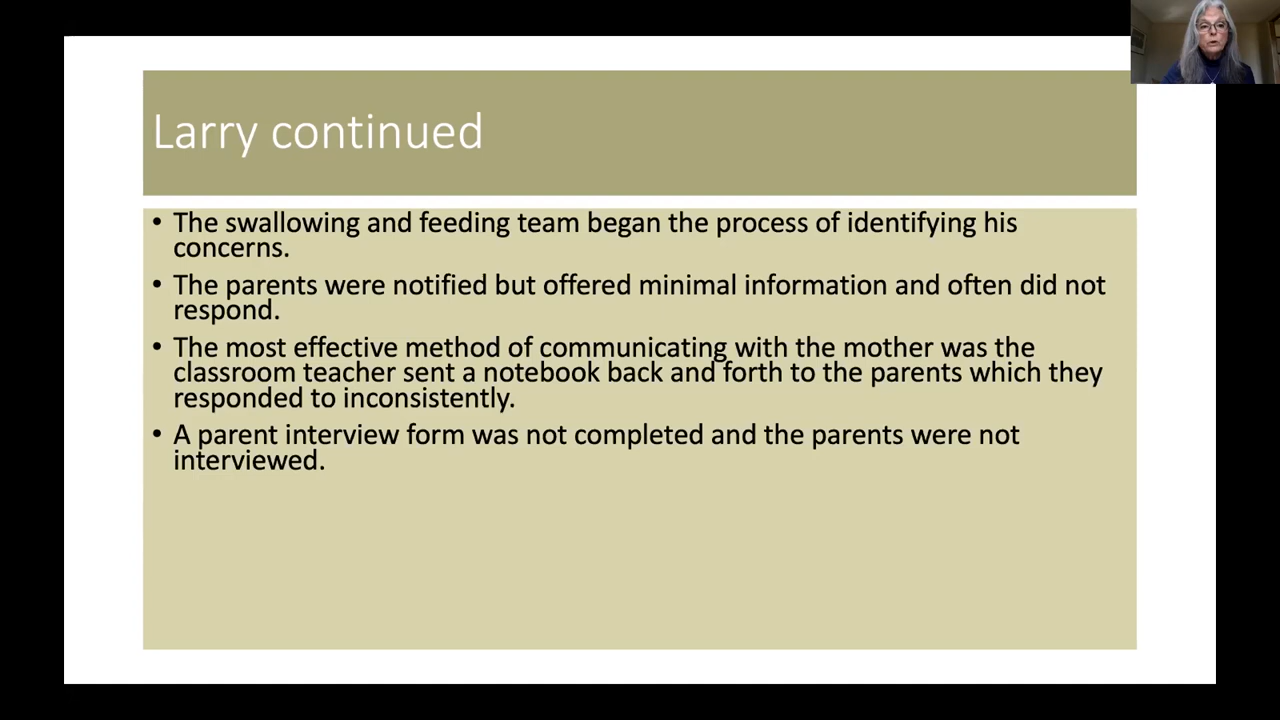 Larry continued
• The swallowing and feeding team began the process of identifying his
concerns.
• The parents were notified but offered minimal information and often did not
respond.
• The most effective method of communicating with the mother was the
classroom teacher sent a notebook back and forth to the parents which they
responded to inconsistently.
• A parent interview form was not completed and the parents were not
interviewed.